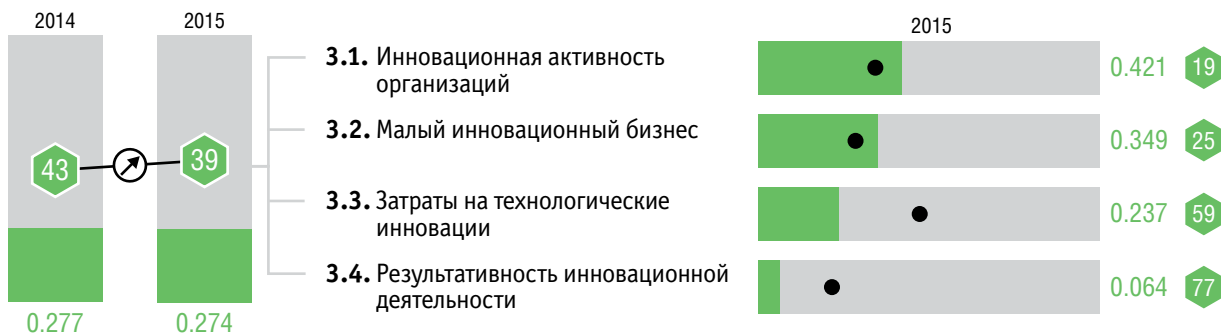 2014 2015 2015
3.1. Инновационная активность
организаций
0.421 19
3.2. Малый инновационный бизнес
0.349 25
43 39
3.3. Затраты на технологические
инновации
0.237 59
3.4. Результативность инновационной
деятельности
0.064 77
0.277 0.274